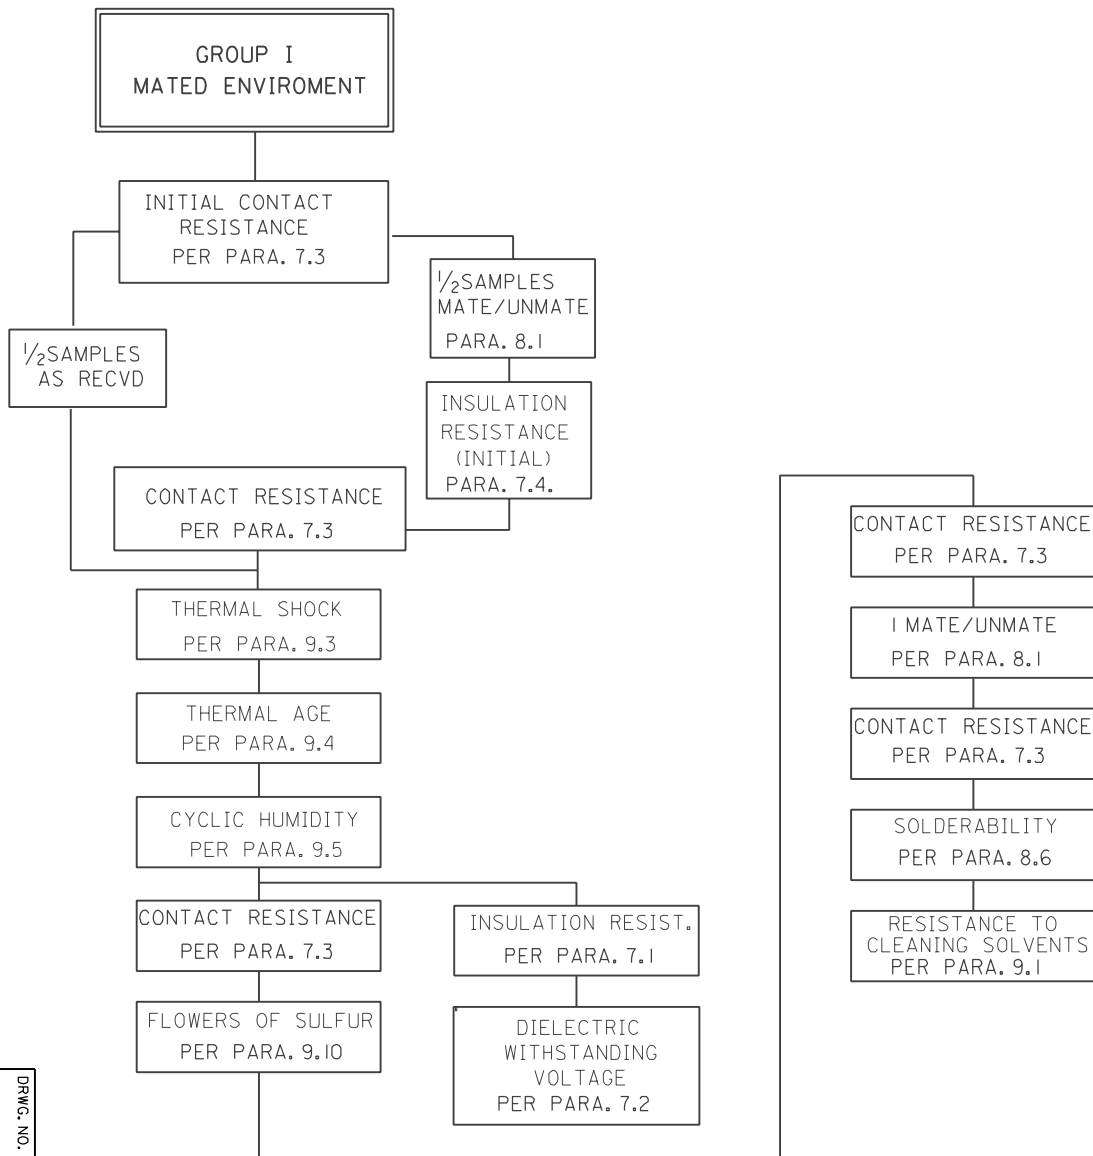 GROUP I
MATED ENVIROMENT
INITIAL CONTACT
RESISTANCE
PER PARA. 7.3
1/2 SAMPLES
MATE/UNMATE
PARA. 8.1
1/2 SAMPLES
AS RECVD
INSULATION
RESISTANCE
(INITIAL)
PARA. 7.4.
CONTACT RESISTANCE
PER PARA. 7.3
THERMAL SHOCK
PER PARA. 9.3
THERMAL AGE
PER PARA. 9.4
CYCLIC HUMIDITY
PER PARA. 9.5
CONTACT RESISTANCE
PER PARA. 7.3
INSULATION RESIST.
PER PARA. 7.1
FLOWERS OF SULFUR
PER PARA. 9.10
DIELECTRIC
WITHSTANDING
VOLTAGE
PER PARA. 7.2
CONTACT RESISTANCE
PER PARA. 7.3
1 MATE/UNMATE
PER PARA. 8.1
CONTACT RESISTANCE
PER PARA. 7.3
SOLDERABILITY
PER PARA. 8.6
RESISTANCE TO
CLEANING SOLVENTS
PER PARA. 9.1
DRWG. NO.